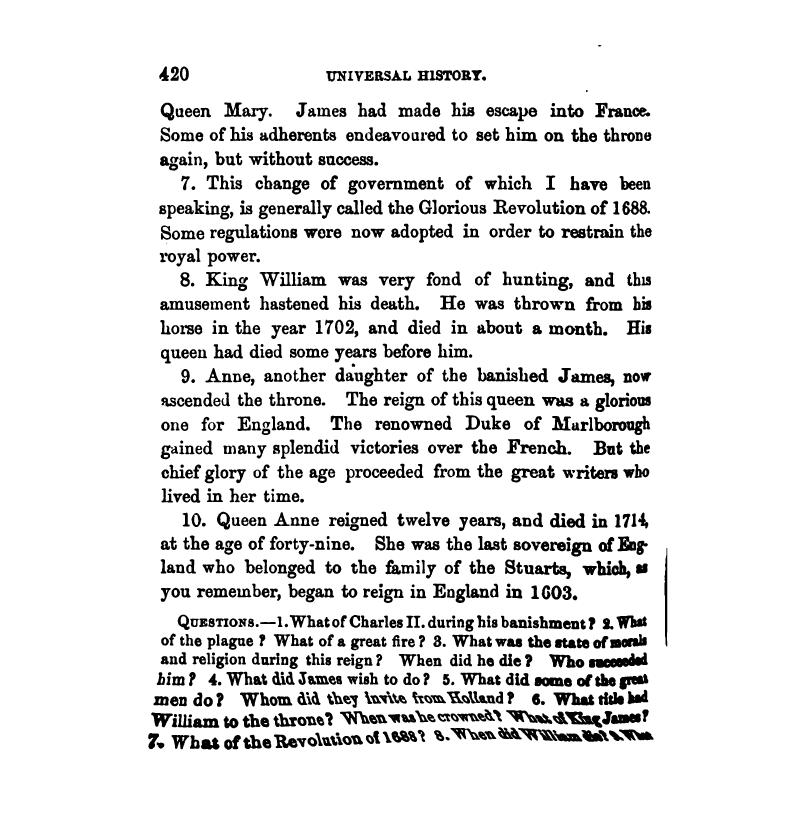 420 UNIVERSAL HISTORY.
Queen Mary. James had made his escape into France.
Some of his adherents endeavoured to set him on the throne
again, but without success.
7. This change of government of which I have been
speaking, is generally called the Glorious Revolution of 1688.
Some regulations were now adopted in order to restrain the
royal power.
8. King William was very fond of hunting, and this
amusement hastened his death. He was thrown from his
horse in the year 1702, and died in about a month. His
queen had died some years before him.
9. Anne, another daughter of the banished James, now
ascended the throne. The reign of this queen was a glorious
one for England. The renowned Duke of Marlborough
gained many splendid victories over the French. But the
chief glory of the age proceeded from the great writers who
lived in her time.
10. Queen Anne reigned twelve years, and died in 1714,
at the age of forty-nine. She was the last sovereign of Eng-
land who belonged to the family of the Stuarts, which, as
you remember, began to reign in England in 1603.
QUESTIONS.—1. What of Charles II. during his banishment? 2. What
of the plague? What of a great fire? 3. What was the state of morals
and religion during this reign? When did he die? Who succeeded
him? 4. What did James wish to do? 5. What did some of the great
men do? Whom did they invite from Holland? 6. What title had
William to the throne? When was he crowned? What of King James?
7. What of the Revolution of 1688? 8. When did William die? 9. What